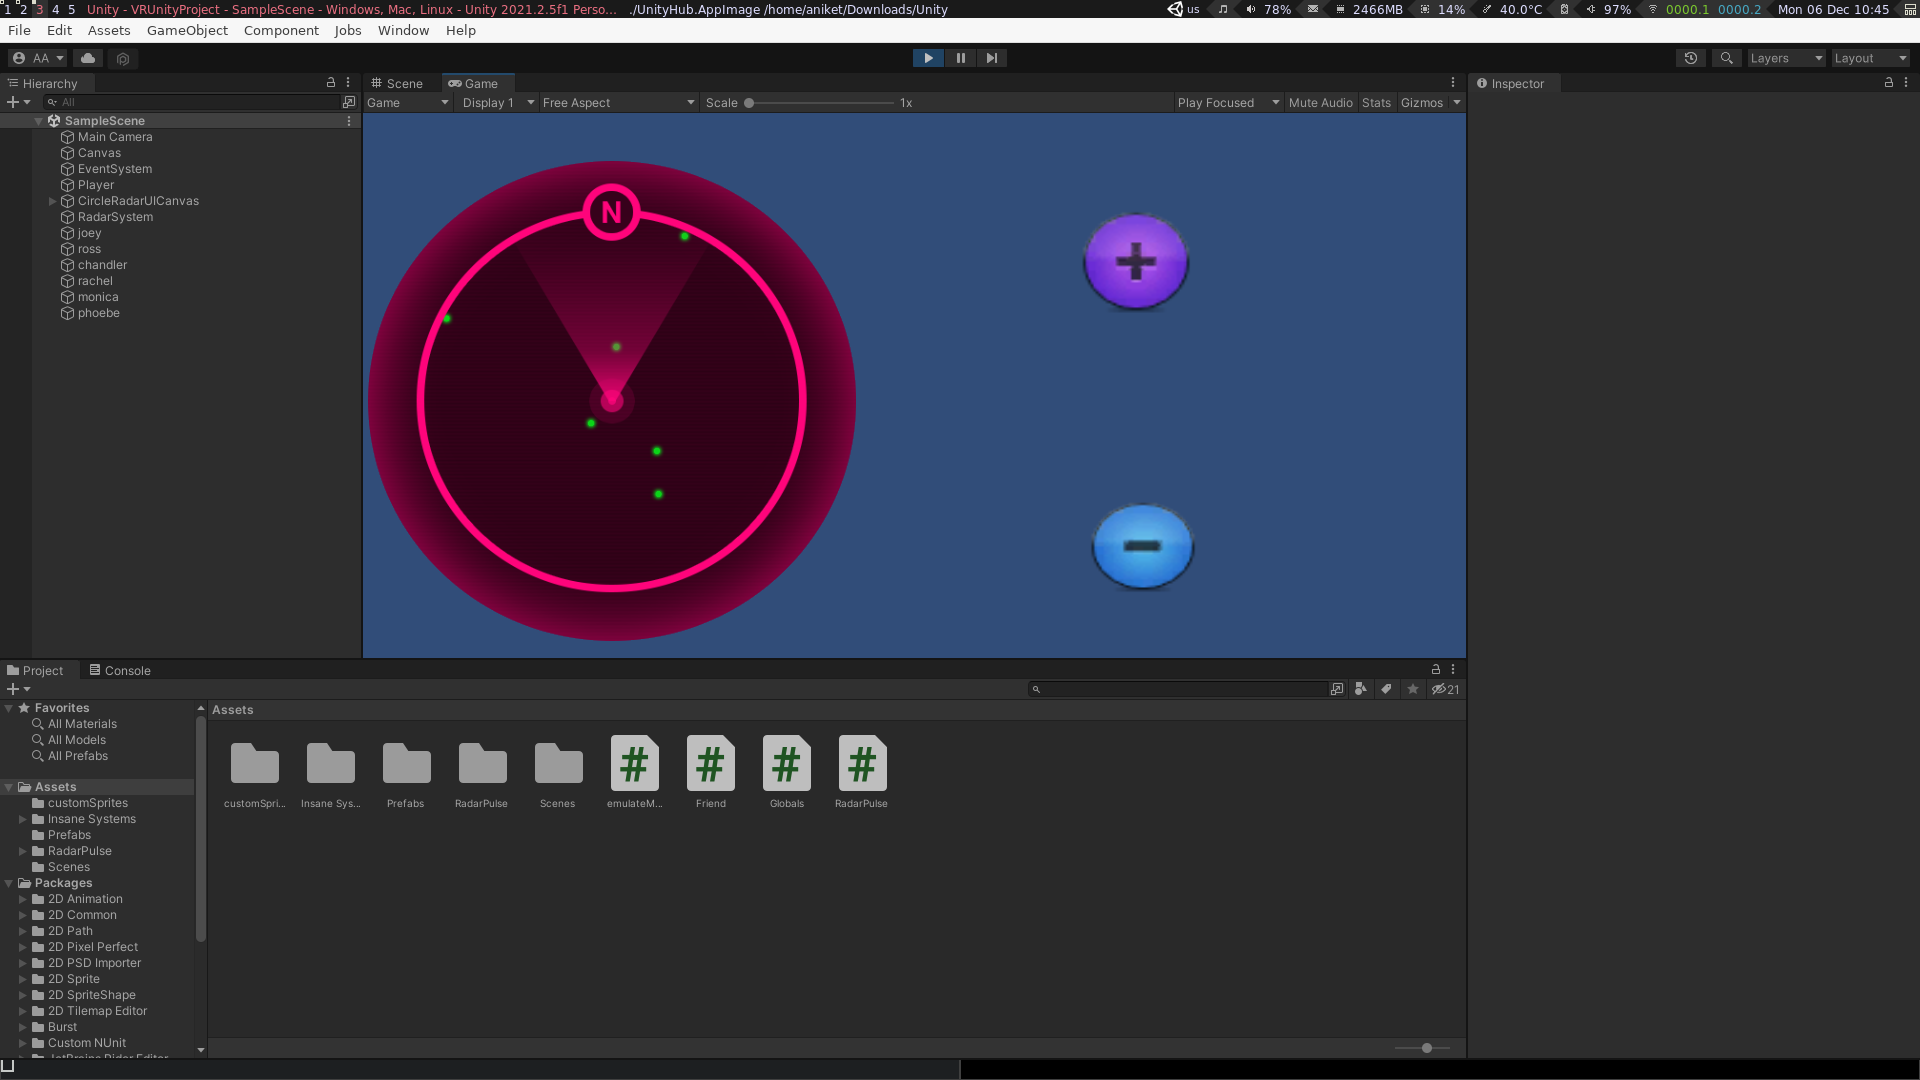 1 2 3 4 5 Unity - VRUnityProject - SampleScene - Windows, Mac, Linux - Unity 2021.2.5f1 Perso... ./UnityHub.AppImage /home/aniket/Downloads/Unity us 78% 2466MB 14% 40.0°C 97% 0000.1 0000.2 Mon 06 Dec 10:45
File Edit Assets GameObject Component Jobs Window Help
AA Layers Layout
Hierarchy Scene Game Inspector
All Game Display 1 Free Aspect Scale 1x Play Focused Mute Audio Stats Gizmos
SampleScene
Main Camera
Canvas
EventSystem
Player
CircleRadarUICanvas
RadarSystem
joey
ross
chandler
rachel
monica
phoebe
N
Project Console
21
Favorites
All Materials
All Models
All Prefabs
Assets
customSprites
Insane Systems
Prefabs
RadarPulse
Scenes
Packages
2D Animation
2D Common
2D Path
2D Pixel Perfect
2D PSD Importer
2D Sprite
2D SpriteShape
2D Tilemap Editor
Burst
Custom NUnit
JetBrains Rider Editor
Assets
customSpri... Insane Sys... Prefabs RadarPulse Scenes emulateM... Friend Globals RadarPulse